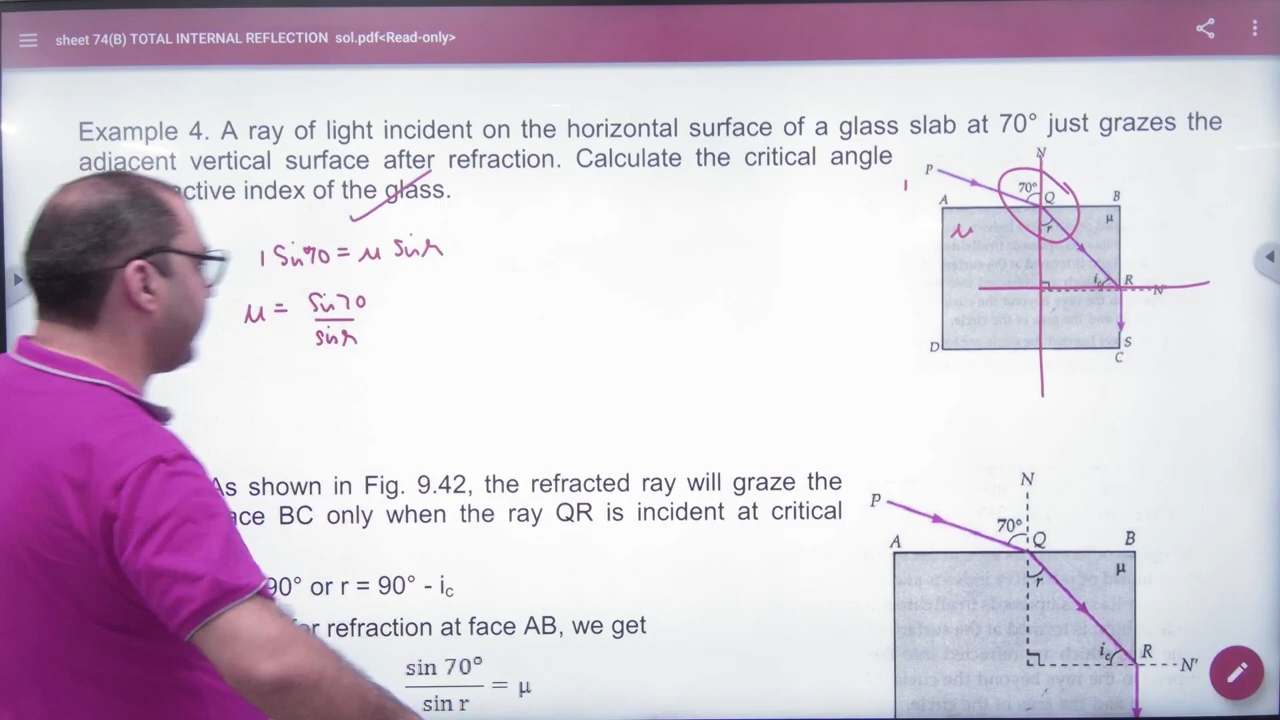 sheet 74(B) TOTAL INTERNAL REFLECTION sol.pdf<Read-only>
Example 4. A ray of light incident on the horizontal surface of a glass slab at 70° just grazes the
adjacent vertical surface after refraction. Calculate the critical angle
index of the glass.
1 Sin70 = μ Sinr
μ = Sin70
sinr
1
P
N
70°
Q
A
B
μ
μ
r
i
R
N'
D
S
C
As shown in Fig. 9.42, the refracted ray will graze the
BC only when the ray QR is incident at critical
90° or r = 90° - ic
refraction at face AB, we get
sin 70°
sin r
= μ
P
N
70°
A
Q
B
μ
r
ic
R
N'